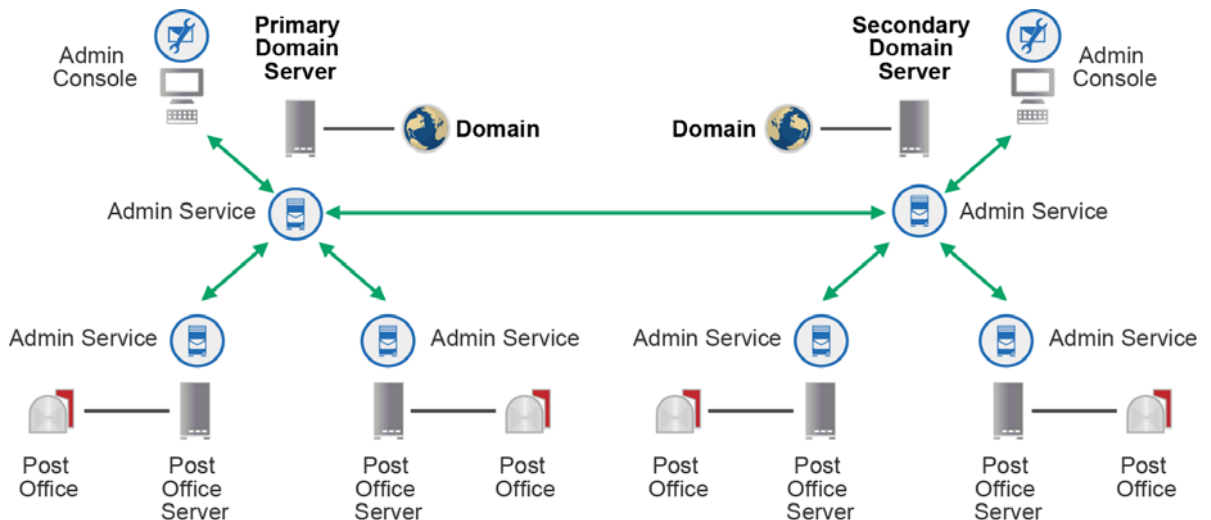 Admin
Console
Primary
Domain
Server
Domain
Domain
Secondary
Domain
Server
Admin
Console
Admin Service
Admin Service
Admin Service
Admin Service
Admin Service
Admin Service
Post
Office
Post
Office
Server
Post
Office
Server
Post
Office
Post
Office
Post
Office
Server
Post
Office
Server
Post
Office